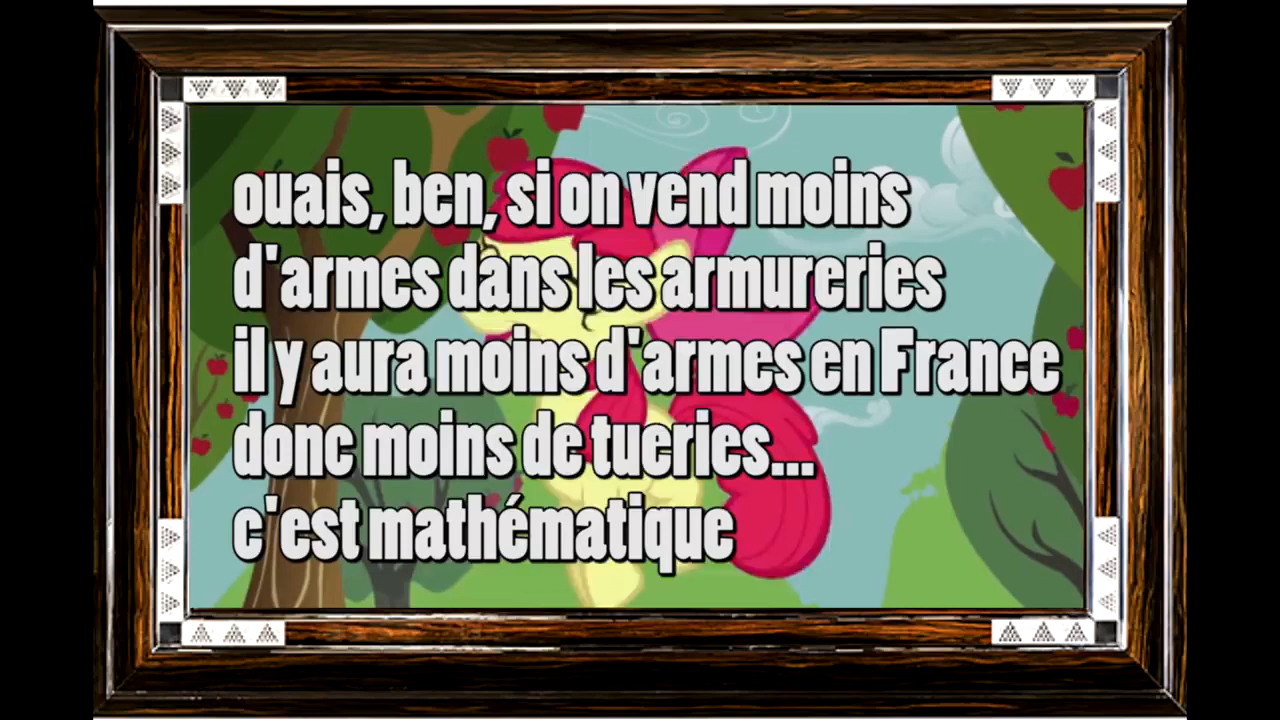 ouais, ben, si on vend moins
d'armes dans les armureries
il y aura moins d'armes en France
donc moins de tueries...
c'est mathématique